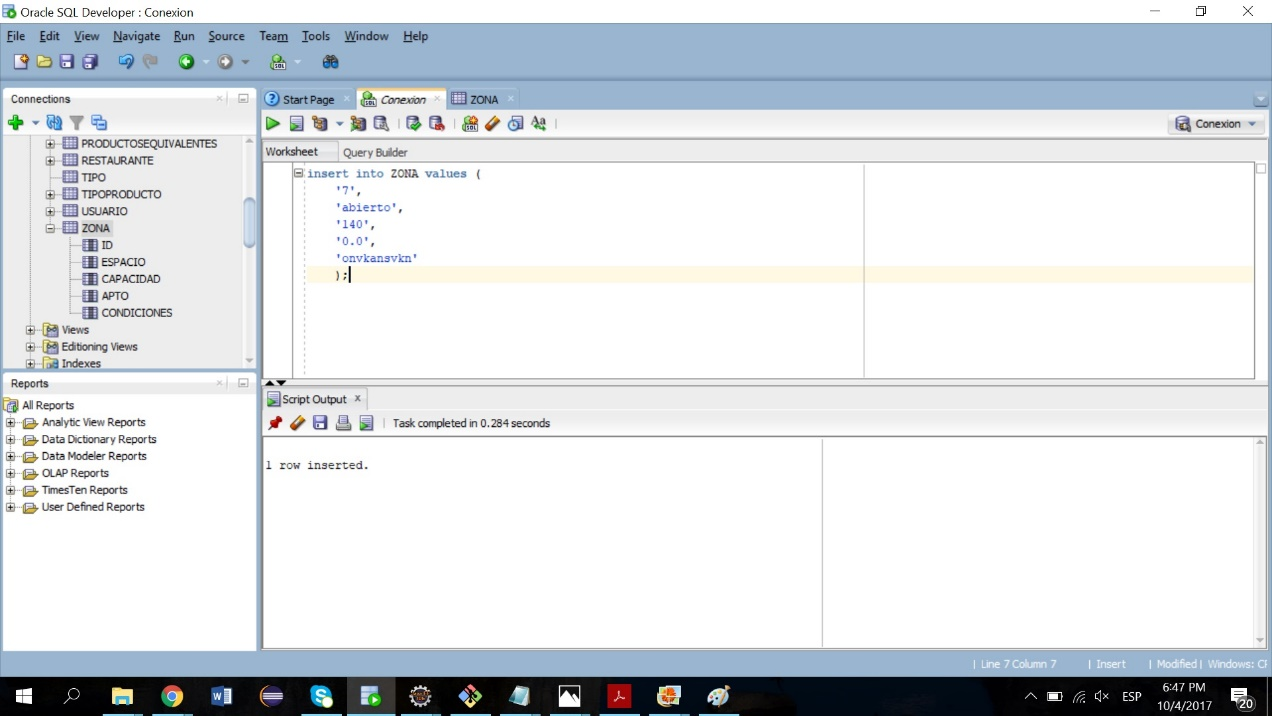 Oracle SQL Developer : Conexion
File Edit View Navigate Run Source Team Tools Window Help
Connections
PRODUCTOSEQUIVALENTES
RESTAURANTE
TIPO
TIPOPRODUCTO
USUARIO
ZONA
ID
ESPACIO
CAPACIDAD
APTO
CONDICIONES
Views
Editioning Views
Indexes
Reports
All Reports
Analytic View Reports
Data Dictionary Reports
Data Modeler Reports
OLAP Reports
TimesTen Reports
User Defined Reports
Start Page Conexion ZONA
Conexion
Worksheet Query Builder
insert into ZONA values (
'7',
'abierto',
'140',
'0.0',
'onvkansvkn'
);
Script Output
Task completed in 0.284 seconds
1 row inserted.
Line 7 Column 7 | Insert | Modified | Windows: CF
ESP
6:47 PM
10/4/2017
20